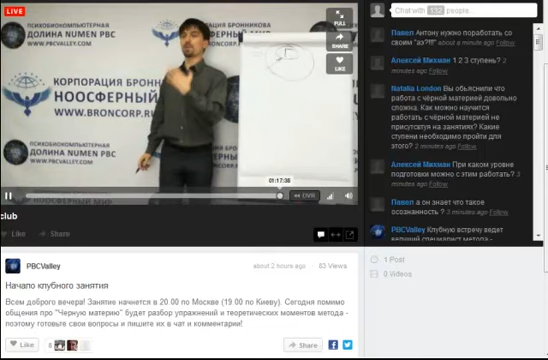 LIVE
ПСИХОБИОКОМПЬЮТЕРНАЯ
ДОЛИНА NUMEN PBC
WWW.PBCVALLEY.COM
КОРПОРАЦИЯ БРОННИКОВА
НООСФЕРНЫЙ
WWW.BRONCORP.RU
ПСИХОБИОКОМПЬЮТЕРНАЯ
ДОЛИНА NUMEN PBC
PBCVALLEY.COM
FULL
SHARE
LIKE
01:17:38
DVR
club
Like
Share
Chat with 132 people
Павел Антону нужно поработать со
своим "аэ?!!" about a minute ago Follow
Алексей Михман 1 2 3 ступень? 2
minutes ago Follow
Natalia London Вы обьяснили что
работа с чёрной материей довольно
сложна. Как можно научится
работать с чёрной материей не
присутсвуя на занятиях? Какие
ступени необходимо пройти для
этого? 2 minutes ago Follow
Алексей Михман При каком уровне
подготовки можно с этим работать? 3
minutes ago Follow
Павел а он знает что такое
осознанность ? 3 minutes ago Follow
PBCValley Клубную встречу ведет
ведущий специалист метода -
PBCValley
about 2 hours ago · 83 Views
Начало клубного занятия
Всем доброго вечера! Занятие начнется в 20.00 по Москве (19.00 по Киеву). Сегодня помимо
общения про "Черную материю" будет разбор упражнений и теоретических моментов метода -
поэтому готовьте свои вопросы и пишите их в чат и комментарии!
Like
Share
1 Post
0 Videos